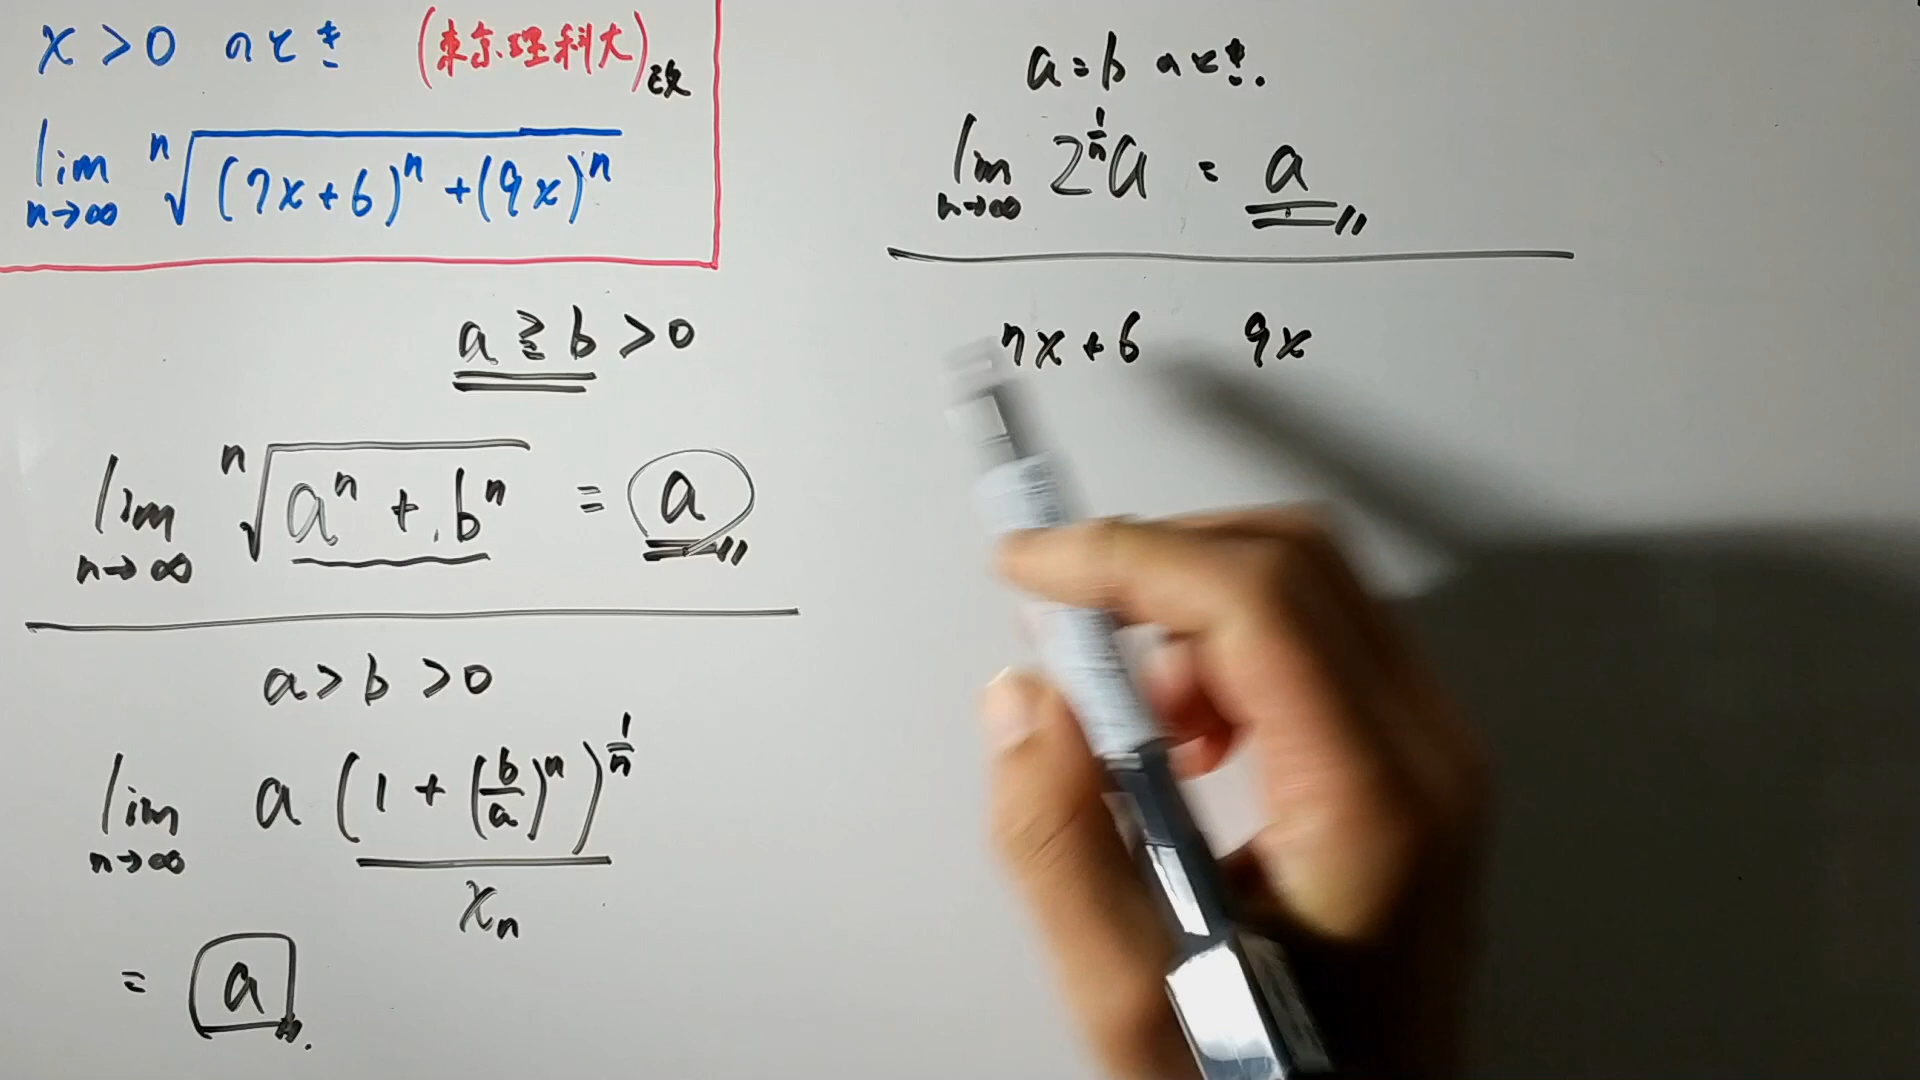 x > 0 のとき (東京理科大)改
lim n→∞ ⁿ√((7x+6)ⁿ+(9x)ⁿ)
a ≧ b > 0
lim n→∞ ⁿ√(aⁿ + bⁿ) = a
a > b > 0
lim n→∞ a (1 + (b/a)ⁿ)^(1/n)
xₙ
= a
a = b のとき.
lim n→∞ 2^(1/n) a = a
7x + 6 9x